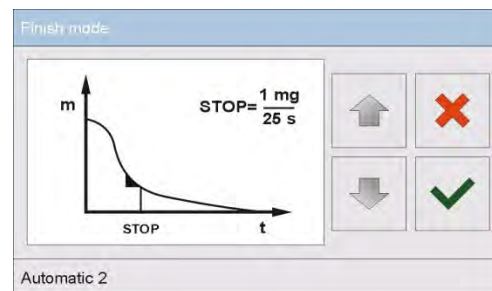 Finish mode
m
STOP= 1 mg
25 s
STOP
t
Automatic 2